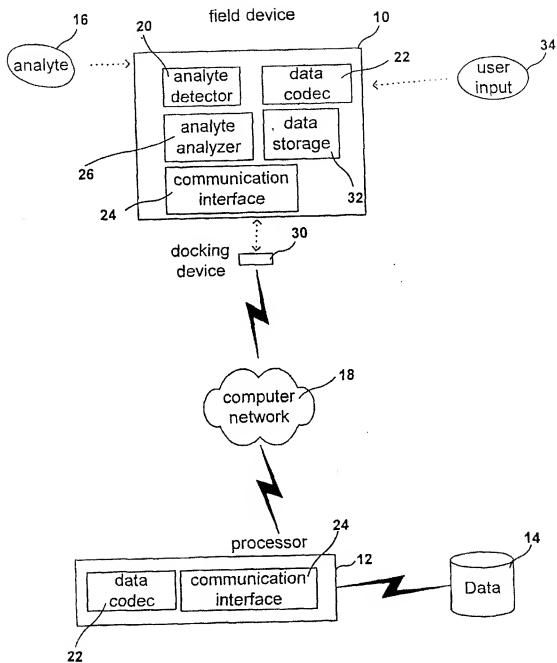 field device
16
10
34
analyte
20
analyte
detector
data
codec
22
user
input
analyte
analyzer
26
data
storage
32
communication
interface
24
docking
device
30
computer
network
18
processor
24
12
14
data
codec
22
communication
interface
Data